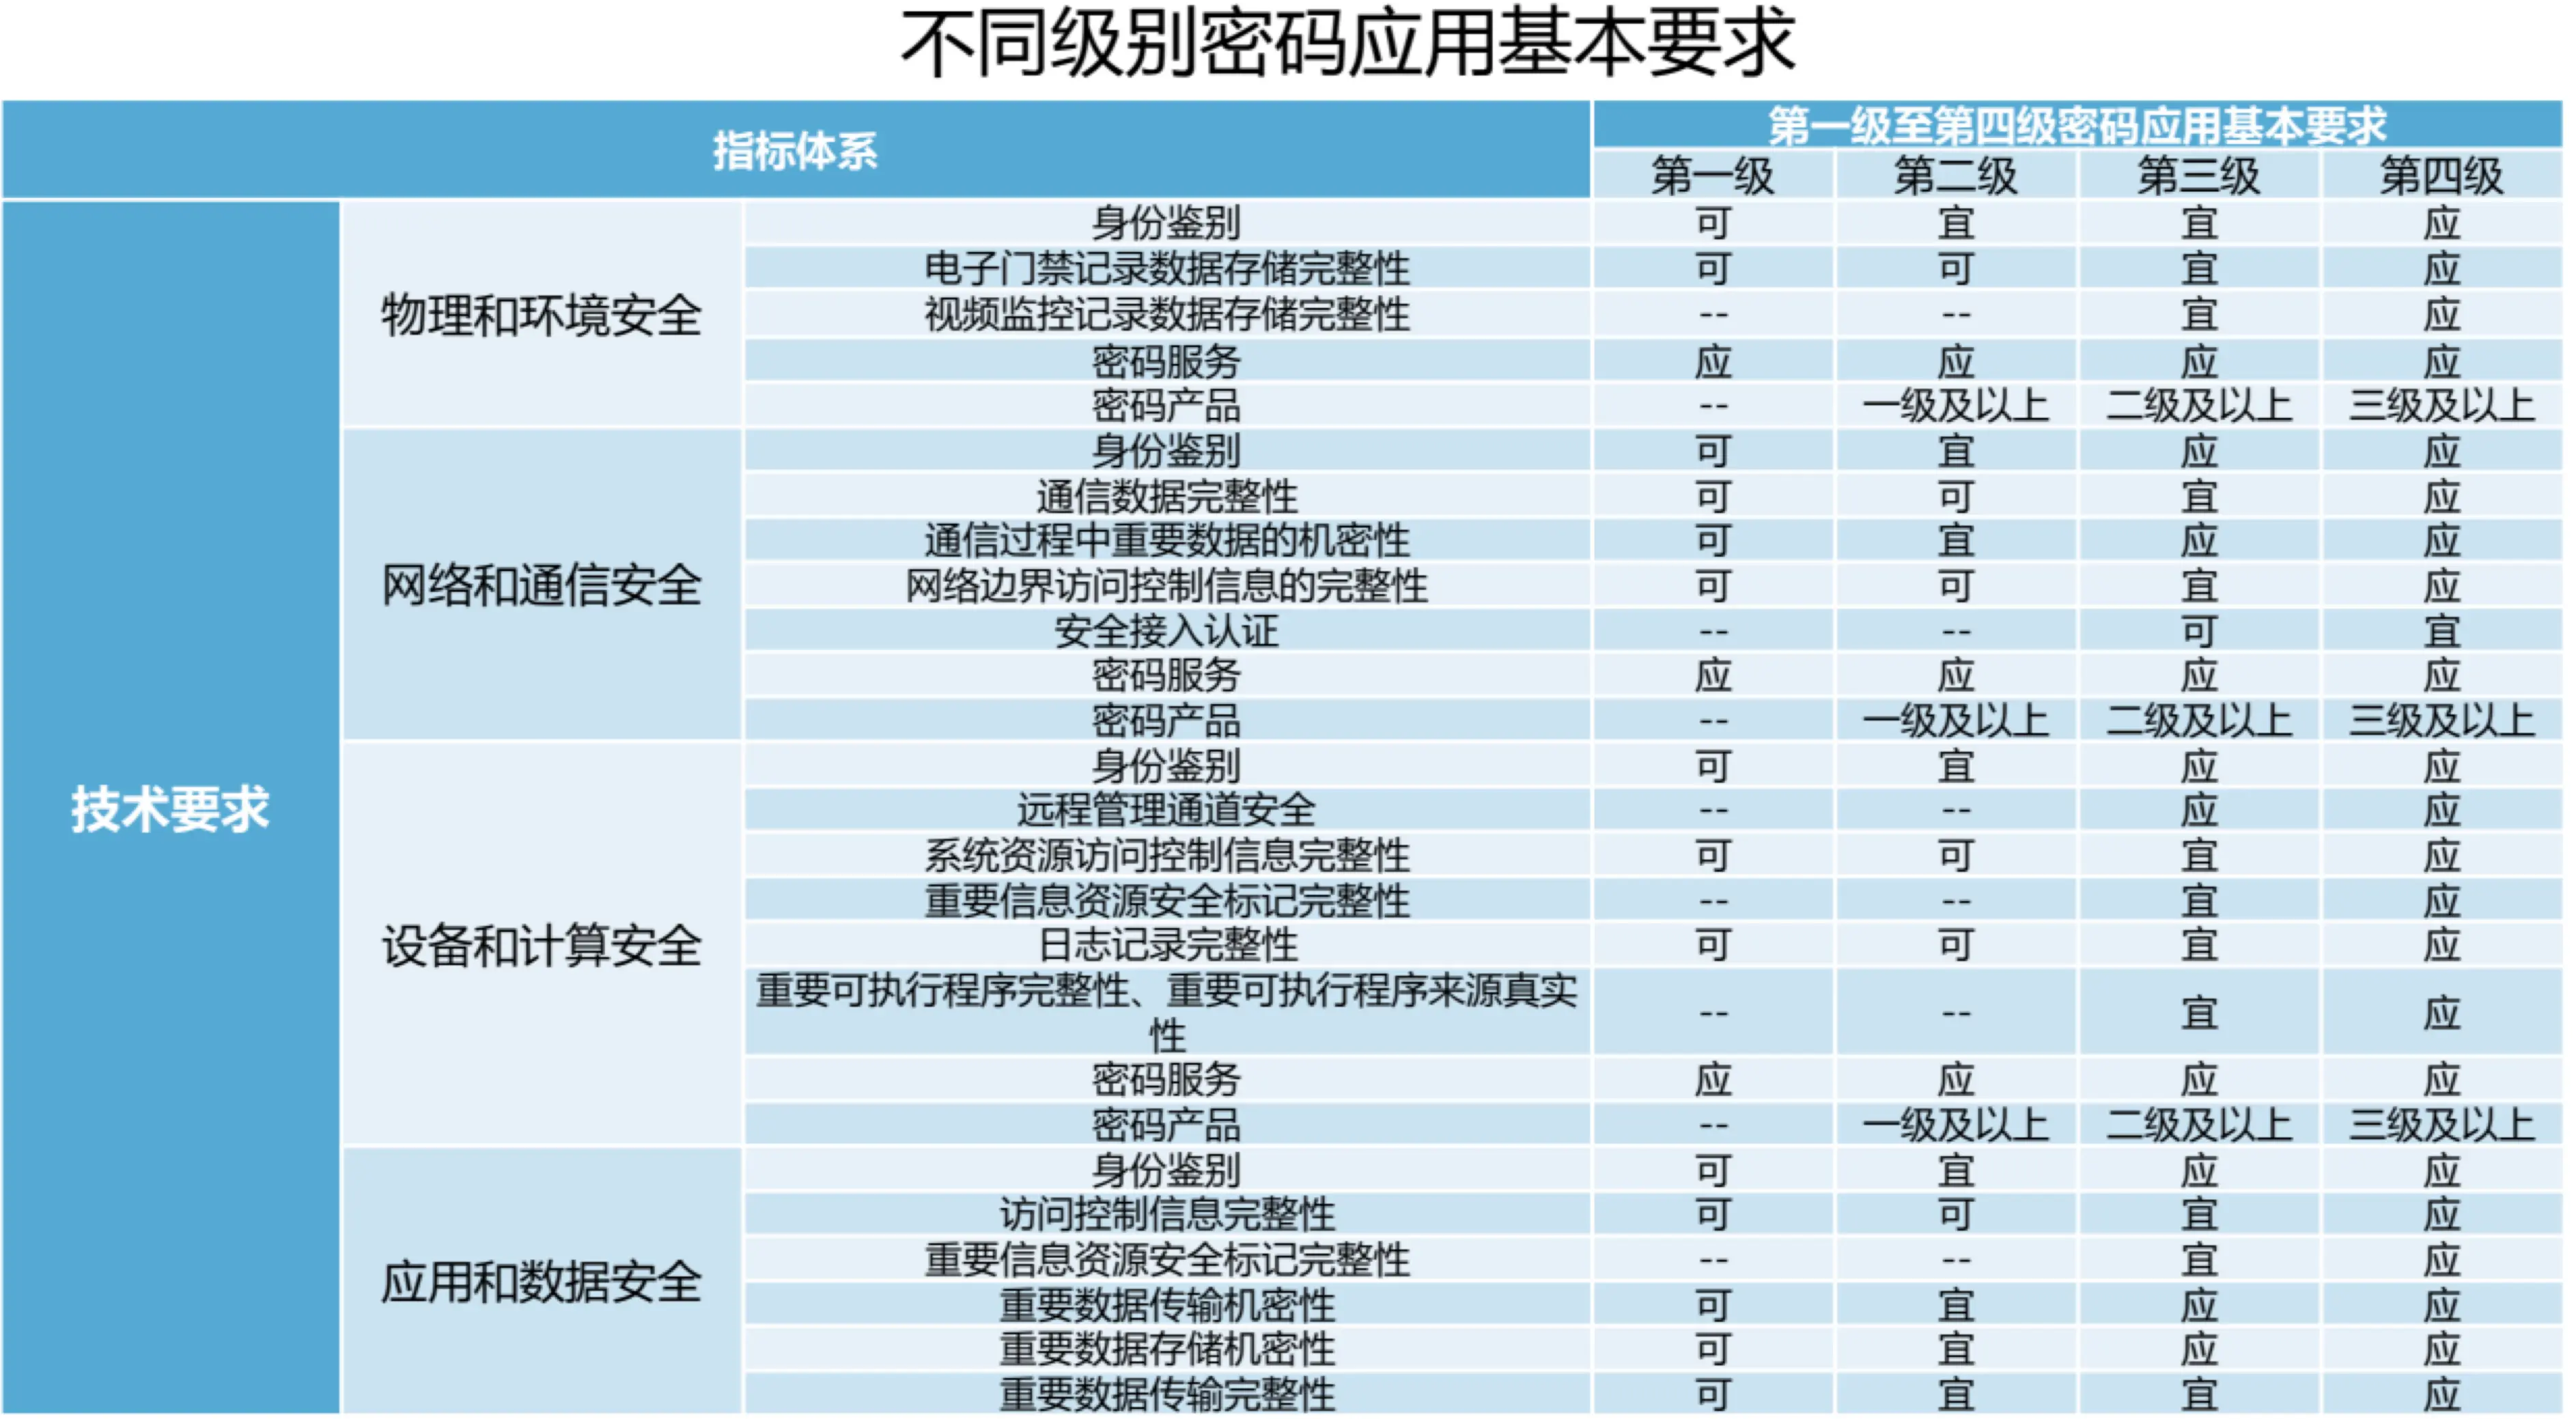 不同级别密码应用基本要求
指标体系 第一级至第四级密码应用基本要求
第一级 第二级 第三级 第四级
技术要求
物理和环境安全
身份鉴别 可 宜 宜 应
电子门禁记录数据存储完整性 可 可 宜 应
视频监控记录数据存储完整性 -- -- 宜 应
密码服务 应 应 应 应
密码产品 -- 一级及以上 二级及以上 三级及以上
网络和通信安全
身份鉴别 可 宜 应 应
通信数据完整性 可 可 宜 应
通信过程中重要数据的机密性 可 宜 应 应
网络边界访问控制信息的完整性 可 可 宜 应
安全接入认证 -- -- 可 宜
密码服务 应 应 应 应
密码产品 -- 一级及以上 二级及以上 三级及以上
设备和计算安全
身份鉴别 可 宜 应 应
远程管理通道安全 -- -- 应 应
系统资源访问控制信息完整性 可 可 宜 应
重要信息资源安全标记完整性 -- -- 宜 应
日志记录完整性 可 可 宜 应
重要可执行程序完整性、重要可执行程序来源真实
性 -- -- 宜 应
密码服务 应 应 应 应
密码产品 -- 一级及以上 二级及以上 三级及以上
应用和数据安全
身份鉴别 可 宜 应 应
访问控制信息完整性 可 可 宜 应
重要信息资源安全标记完整性 -- -- 宜 应
重要数据传输机密性 可 宜 应 应
重要数据存储机密性 可 宜 应 应
重要数据传输完整性 可 宜 宜 应